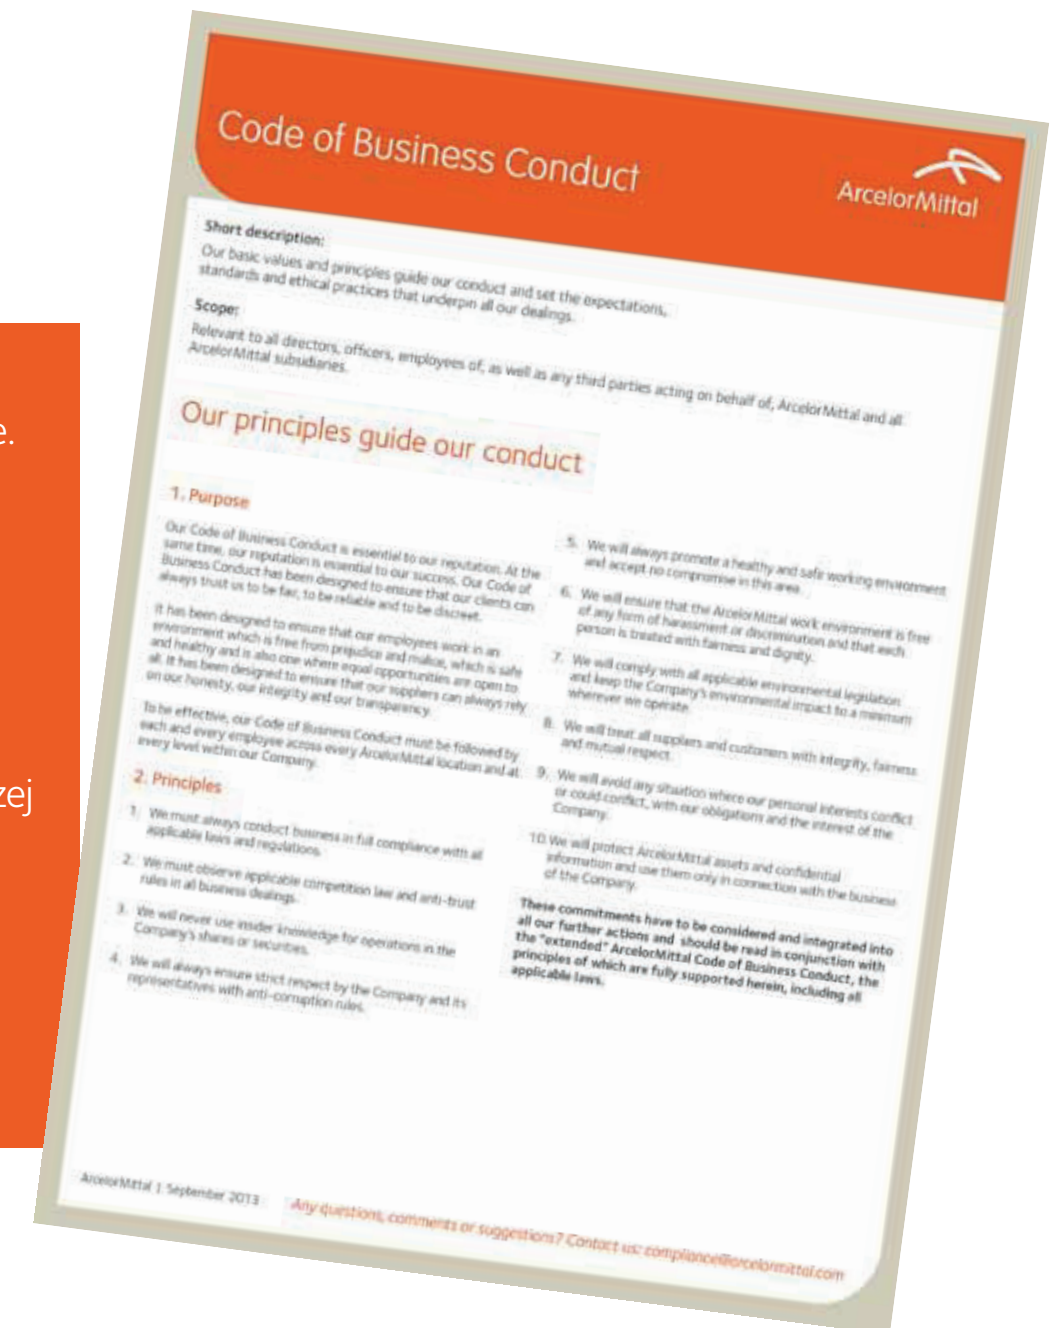 e.
zej
Code of Business Conduct
ArcelorMittal
Short description:
Our basic values and principles guide our conduct and set the expectations,
standards and ethical practices that underpin all our dealings.
Scope:
Relevant to all directors, officers, employees of, as well as any third parties acting on behalf of, ArcelorMittal and all
ArcelorMittal subsidiaries.
Our principles guide our conduct
1. Purpose
Our Code of Business Conduct is essential to our reputation. At the
same time, our reputation is essential to our success. Our Code of
Business Conduct has been designed to ensure that our clients can
always trust us to be fair, to be reliable and to be discreet.
It has been designed to ensure that our employees work in an
environment which is free from prejudice and malice, which is safe
and healthy and is also one where equal opportunities are open to
all. It has been designed to ensure that our suppliers can always rely
on our honesty, our integrity and our transparency.
To be effective, our Code of Business Conduct must be followed by
each and every employee across every ArcelorMittal location and at
every level within our Company.
2. Principles
1. We must always conduct business in full compliance with all
applicable laws and regulations.
2. We must observe applicable competition law and anti-trust
rules in all business dealings.
3. We will never use insider knowledge for operations in the
Company's shares or securities.
4. We will always ensure strict respect by the Company and its
representatives with anti-corruption rules.
5. We will always promote a healthy and safe working environment
and accept no compromise in this area.
6. We will ensure that the ArcelorMittal work environment is free
of any form of harassment or discrimination and that each
person is treated with fairness and dignity.
7. We will comply with all applicable environmental legislation
and keep the Company's environmental impact to a minimum
wherever we operate.
8. We will treat all suppliers and customers with integrity, fairness
and mutual respect.
9. We will avoid any situation where our personal interests conflict
or could conflict, with our obligations and the interest of the
Company.
10. We will protect ArcelorMittal assets and confidential
information and use them only in connection with the business
of the Company.
These commitments have to be considered and integrated into
all our further actions and should be read in conjunction with
the "extended" ArcelorMittal Code of Business Conduct, the
principles of which are fully supported herein, including all
applicable laws.
ArcelorMittal | September 2013
Any questions, comments or suggestions? Contact us: compliance@arcelormittal.com